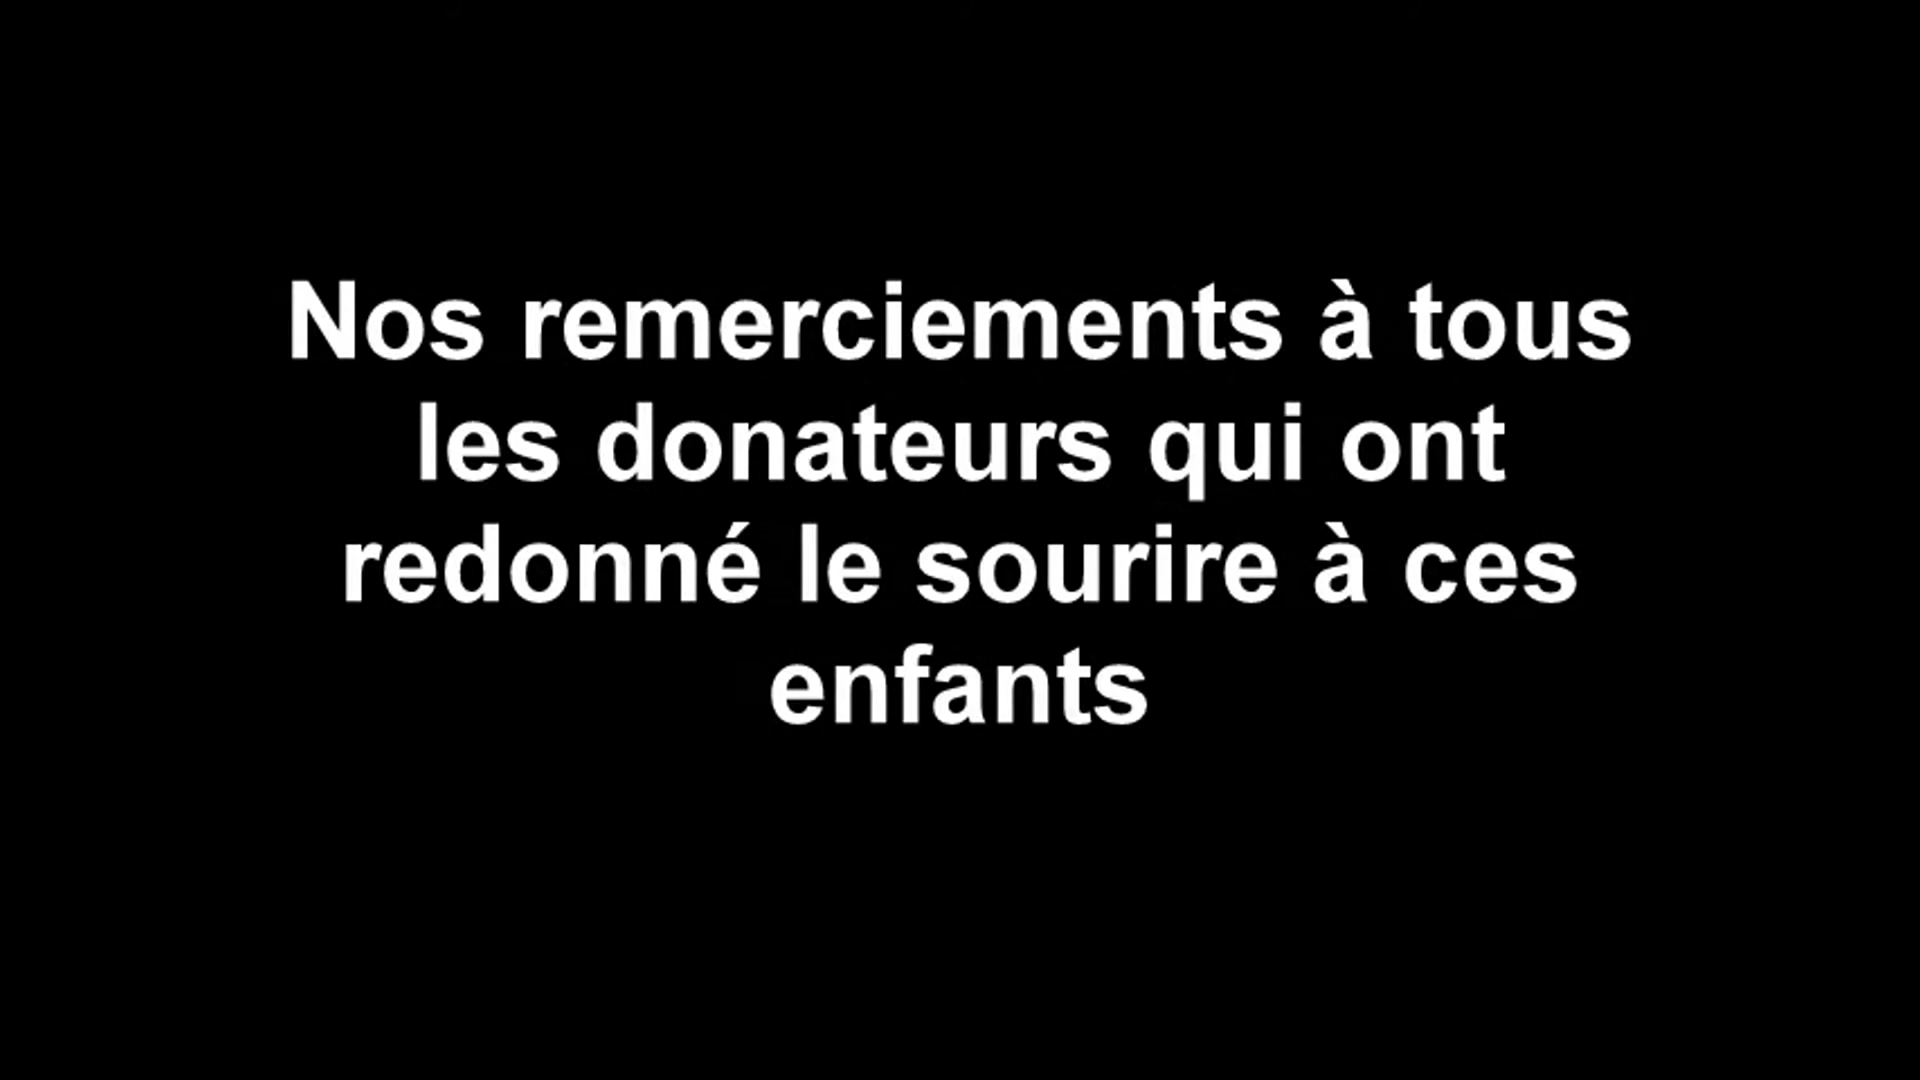 Nos remerciements à tous
les donateurs qui ont
redonné le sourire à ces
enfants